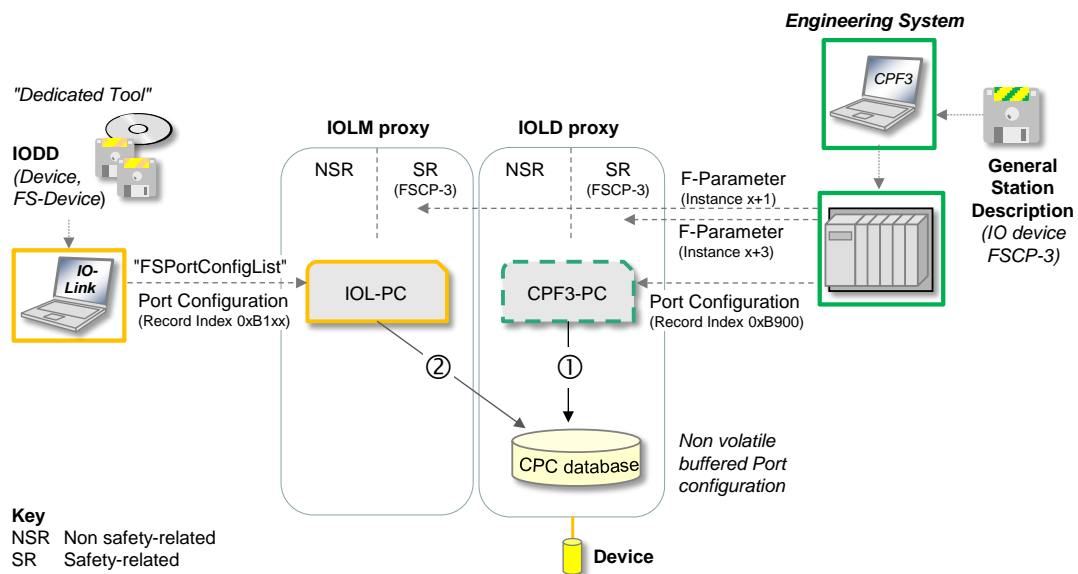 Engineering System
CPF3
"Dedicated Tool"
IODD
(Device,
FS-Device)
IOLM proxy
IOLD proxy
NSR
SR
(FSCP-3)
NSR
SR
(FSCP-3)
F-Parameter
(Instance x+1)
F-Parameter
(Instance x+3)
General
Station
Description
(IO device
FSCP-3)
IO-
Link
"FSPortConfigList"
Port Configuration
(Record Index 0xB1xx)
IOL-PC
CPF3-PC
Port Configuration
(Record Index 0xB900)
②
①
CPC database
Non volatile
buffered Port
configuration
Key
NSR Non safety-related
SR Safety-related
Device